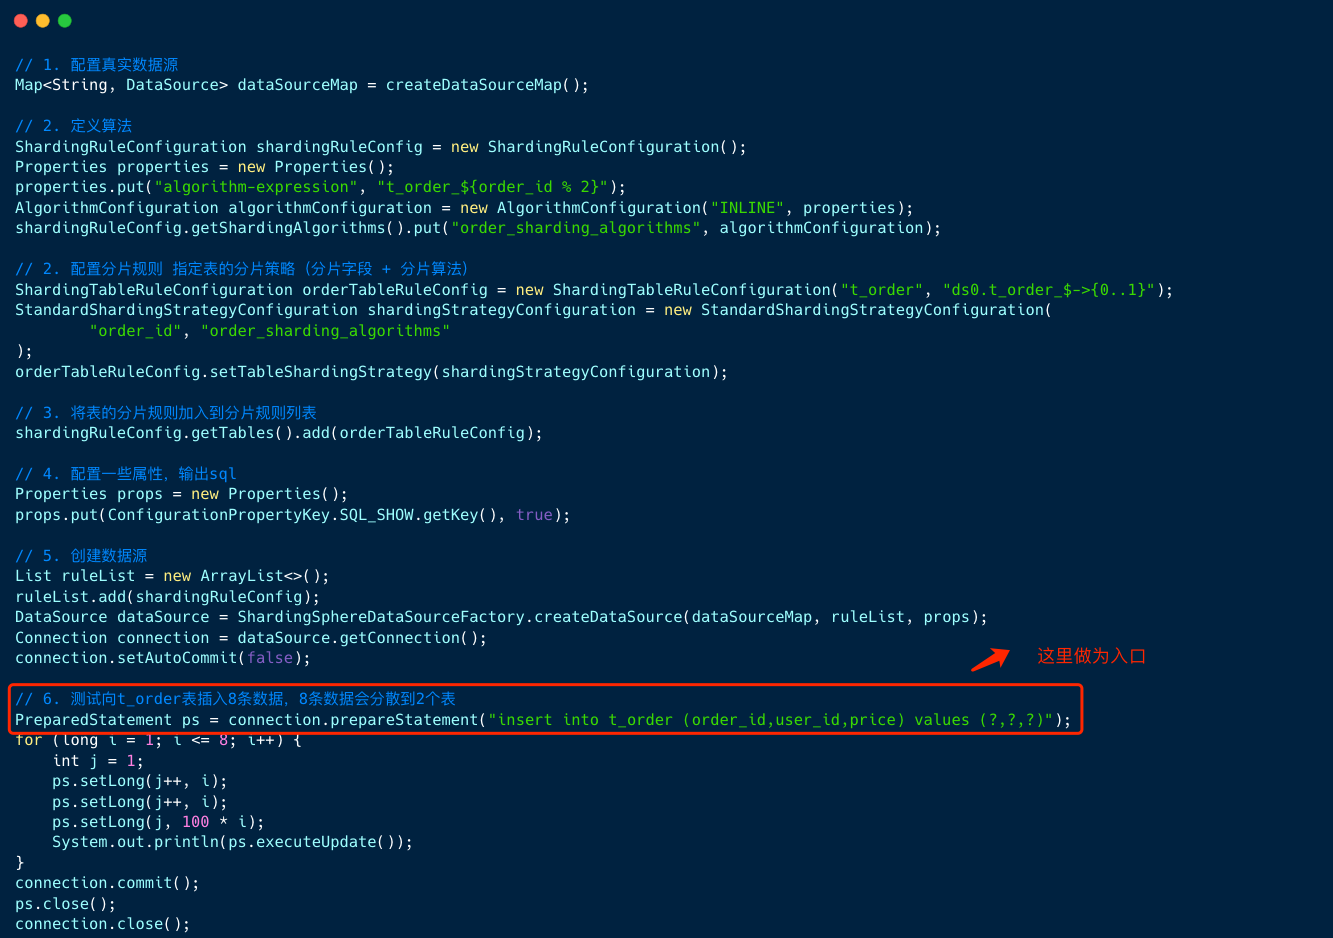 // 1. 配置真实数据源
Map<String, DataSource> dataSourceMap = createDataSourceMap();
// 2. 定义算法
ShardingRuleConfiguration shardingRuleConfig = new ShardingRuleConfiguration();
Properties properties = new Properties();
properties.put("algorithm-expression", "t_order_${order_id % 2}");
AlgorithmConfiguration algorithmConfiguration = new AlgorithmConfiguration("INLINE", properties);
shardingRuleConfig.getShardingAlgorithms().put("order_sharding_algorithms", algorithmConfiguration);
// 2. 配置分片规则 指定表的分片策略（分片字段 + 分片算法）
ShardingTableRuleConfiguration orderTableRuleConfig = new ShardingTableRuleConfiguration("t_order", "ds0.t_order_$->{0..1}");
StandardShardingStrategyConfiguration shardingStrategyConfiguration = new StandardShardingStrategyConfiguration(
        "order_id", "order_sharding_algorithms"
);
orderTableRuleConfig.setTableShardingStrategy(shardingStrategyConfiguration);
// 3. 将表的分片规则加入到分片规则列表
shardingRuleConfig.getTables().add(orderTableRuleConfig);
// 4. 配置一些属性，输出sql
Properties props = new Properties();
props.put(ConfigurationPropertyKey.SQL_SHOW.getKey(), true);
// 5. 创建数据源
List ruleList = new ArrayList<>();
ruleList.add(shardingRuleConfig);
DataSource dataSource = ShardingSphereDataSourceFactory.createDataSource(dataSourceMap, ruleList, props);
Connection connection = dataSource.getConnection();
connection.setAutoCommit(false);
这里做为入口
// 6. 测试向t_order表插入8条数据，8条数据会分散到2个表
PreparedStatement ps = connection.prepareStatement("insert into t_order (order_id,user_id,price) values (?,?,?)");
for (long i = 1; i <= 8; i++) {
    int j = 1;
    ps.setLong(j++, i);
    ps.setLong(j++, i);
    ps.setLong(j, 100 * i);
    System.out.println(ps.executeUpdate());
}
connection.commit();
ps.close();
connection.close();